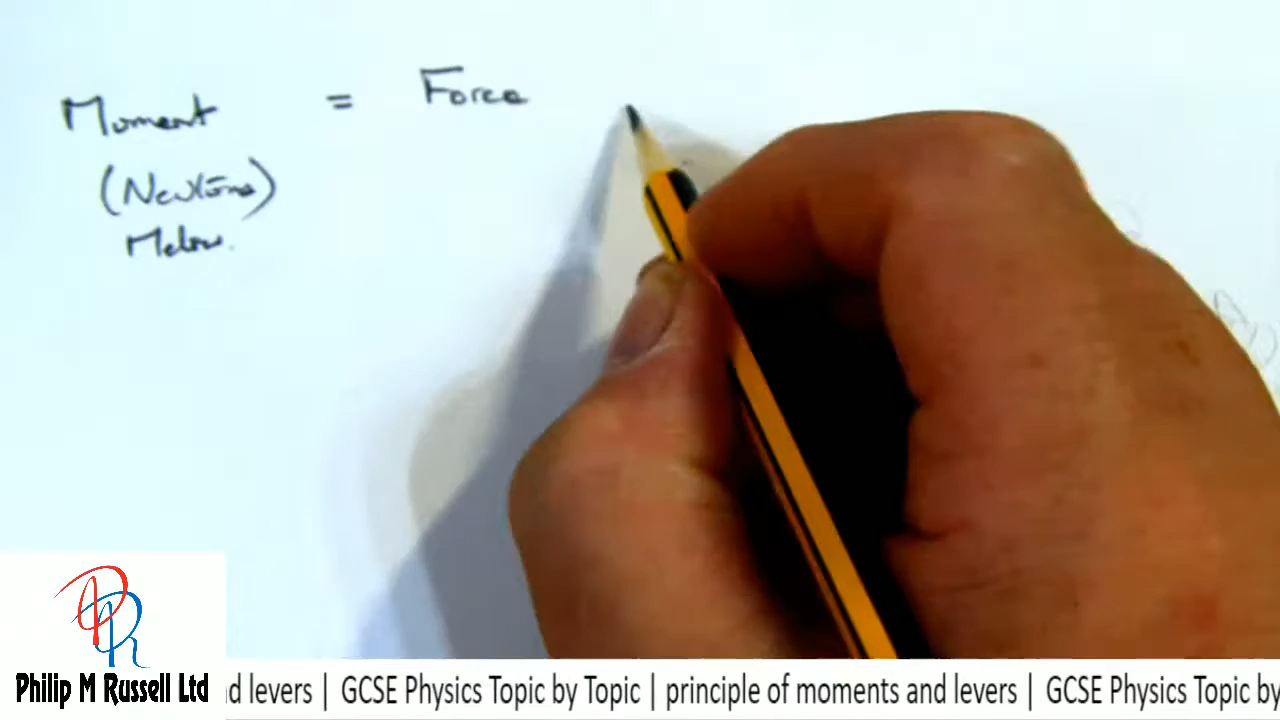 Moment = Force
(Newtons)
Metres.
Philip M Russell Ltd
d levers | GCSE Physics Topic by Topic | principle of moments and levers | GCSE Physics Topic by